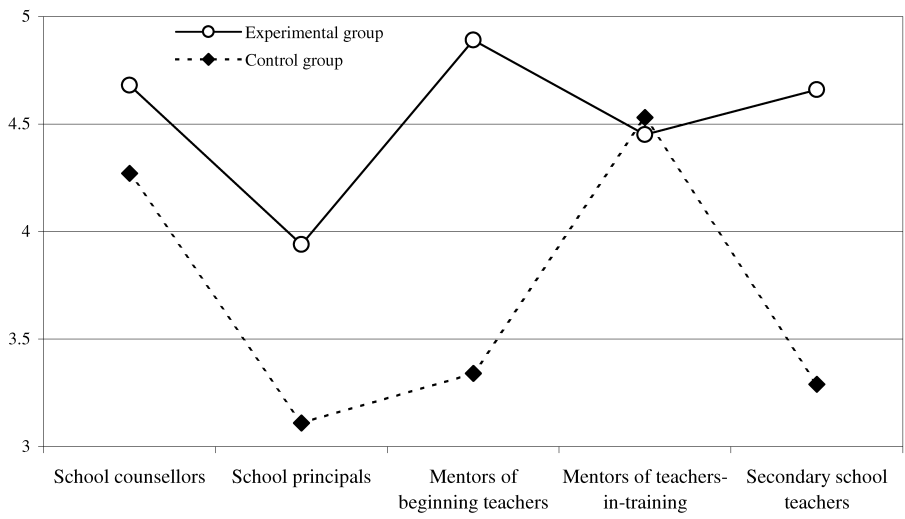 5
Experimental group
Control group
4.5
4
3.5
3
School counsellors
School principals
Mentors of
beginning teachers
Mentors of teachers-
in-training
Secondary school
teachers